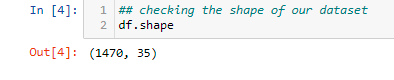 In [4]: 1 ## checking the shape of our dataset
2 df.shape
Out[4]: (1470, 35)